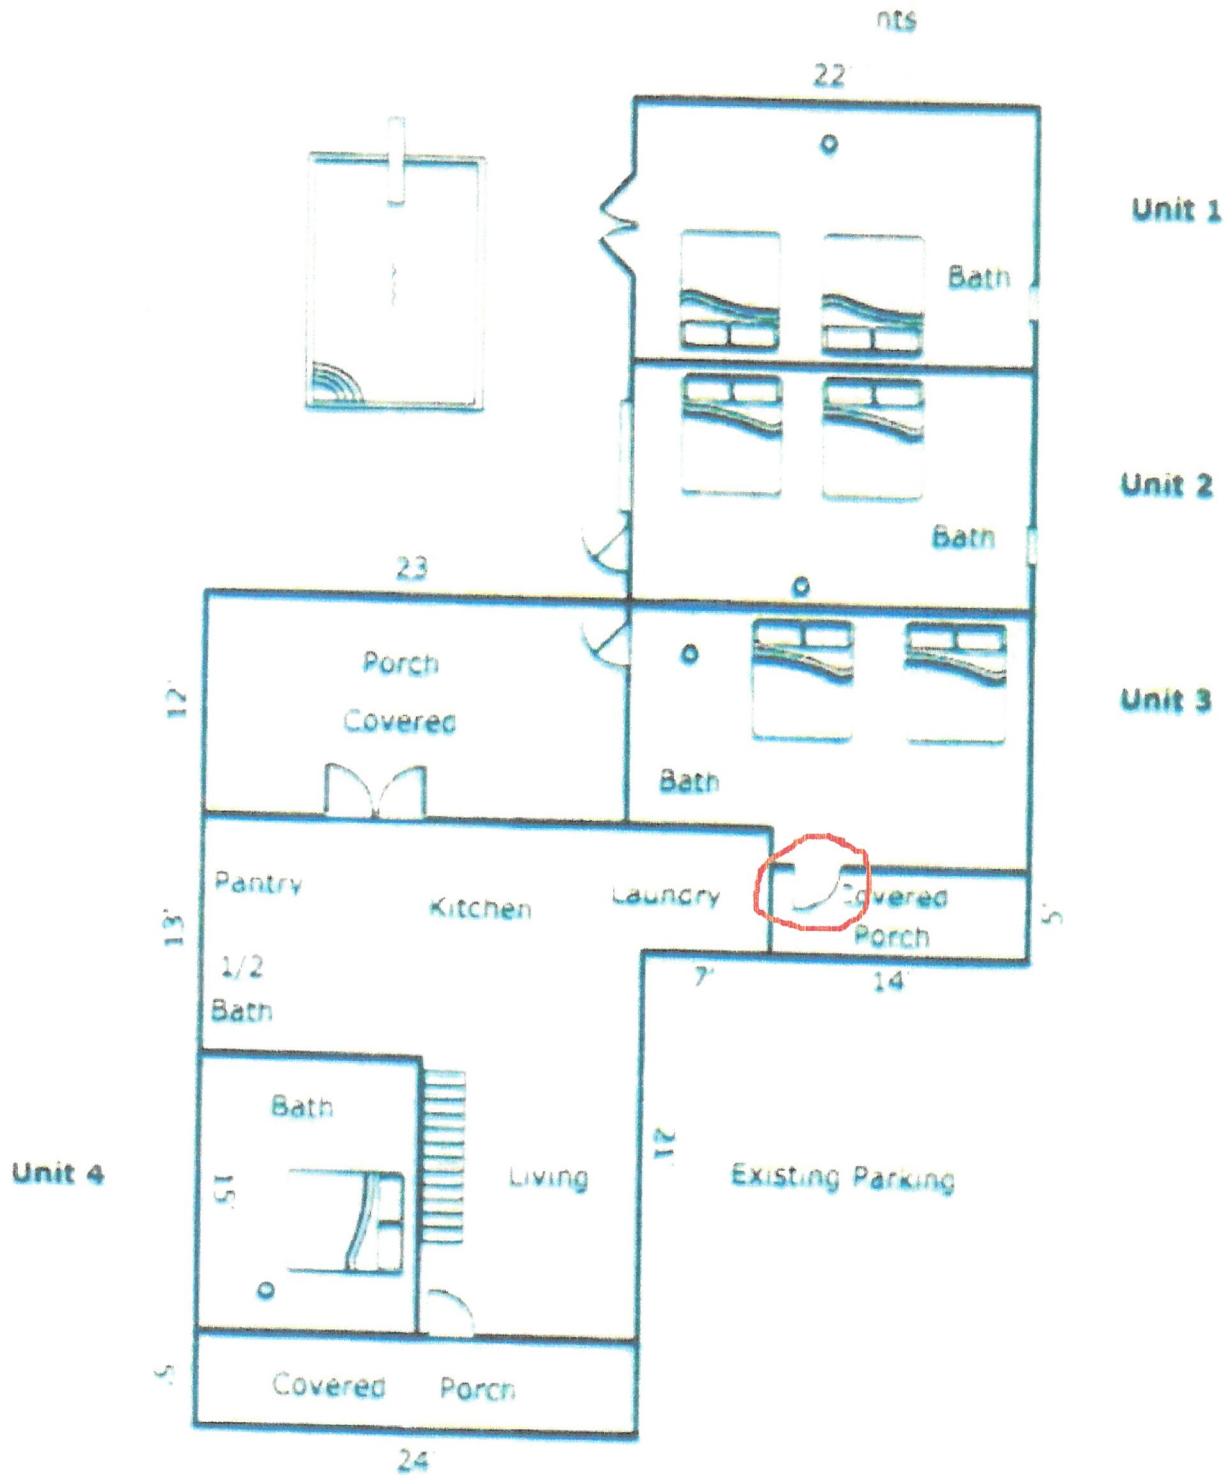 nts
22'
Unit 1
Bath
Unit 2
Bath
23
Porch
Covered
12'
Unit 3
Bath
Pantry
Kitchen
Laundry
Covered
Porch
5'
13'
1/2
Bath
7'
14'
Bath
Unit 4
15'
Living
21'
Existing Parking
5'
Covered Porch
24'